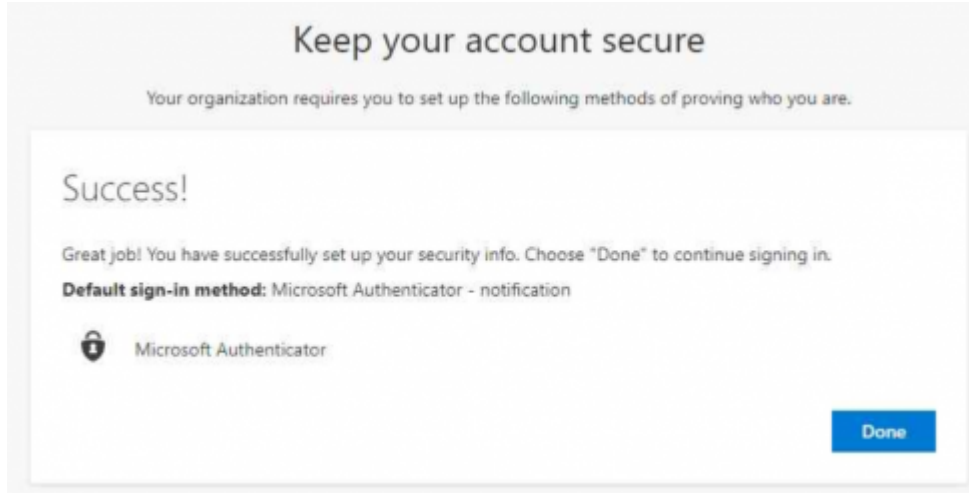 Keep your account secure
Your organization requires you to set up the following methods of proving who you are.
Success!
Great job! You have successfully set up your security info. Choose "Done" to continue signing in.
Default sign-in method: Microsoft Authenticator - notification
Microsoft Authenticator
Done